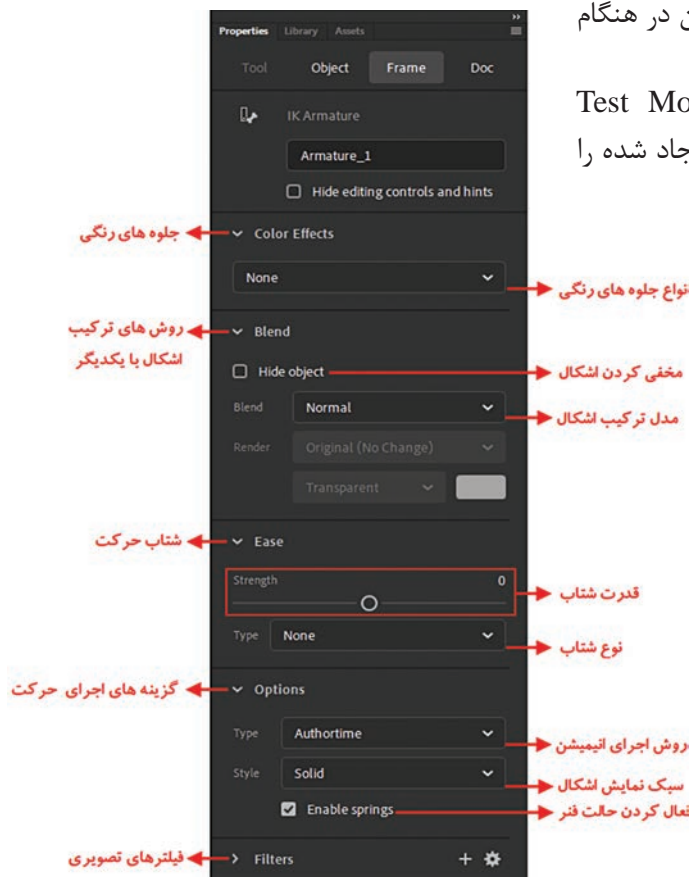 ن در هنگام
Test Mo
جاد شده را
Properties Library Assets
Tool Object Frame Doc
IK Armature
Armature_1
Hide editing controls and hints
جلوه های رنگی
Color Effects
None
انواع جلوه های رنگی
روش های ترکیب
اشکال با یکدیگر
Blend
Hide object
مخفی کردن اشکال
Blend Normal
مدل ترکیب اشکال
Render Original (No Change)
Transparent
شتاب حرکت
Ease
Strength 0
قدرت شتاب
Type None
نوع شتاب
گزینه های اجرای حرکت
Options
Type Authortime
روش اجرای انیمیشن
Style Solid
سبک نمایش اشکال
Enable springs
فعال کردن حالت فنر
فیلترهای تصویری
Filters